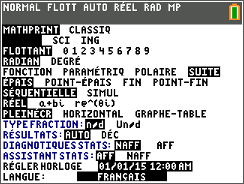 NORMAL FLOTT AUTO RÉEL RAD MP
MATHPRINT CLASSIQ
SCI ING
FLOTTANT 0 1 2 3 4 5 6 7 8 9
RADIAN DEGRÉ
FONCTION PARAMÉTRIQ POLAIRE SUITE
ÉPAIS POINT-ÉPAIS FIN POINT-FIN
SÉQUENTIELLE SIMUL
RÉEL a+bi re^(θi)
PLEINÉCR HORIZONTAL GRAPHE-TABLE
TYPE FRACTION: n/d Un/d
RÉSULTATS: AUTO DÉC
DIAGNOSTIQUES STATS: NAFF AFF
ASSISTANT STATS: AFF NAFF
RÉGLER HORLOGE 01/01/15 12:00 AM
LANGUE: FRANÇAIS